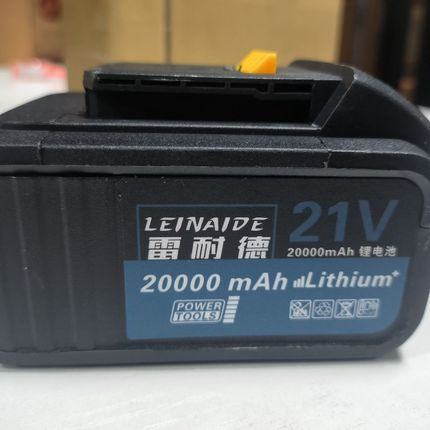 LEINAIDE
雷耐德
21V
20000mAh 锂电池
20000 mAh Lithium+
POWER
TOOLS